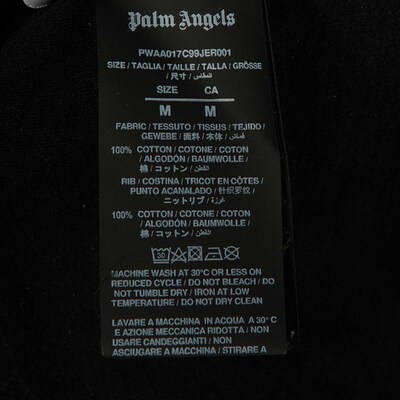 Palm Angels
PWAA017C99JER001
SIZE / TAGLIA / TAILLE / TALLA / GRÖSSE
/ 尺寸 / المقاس
SIZE CA
M M
FABRIC / TESSUTO / TISSUS / TEJIDO /
GEWEBE / 面料 / 本体 / قماش
100% COTTON / COTONE / COTON
/ ALGODÓN / BAUMWOLLE /
棉 / コットン / القطن
RIB / COSTINA / TRICOT EN CÔTES /
PUNTO ACANALADO / 针织罗纹 /
ニットリブ /
100% COTTON / COTONE / COTON
/ ALGODÓN / BAUMWOLLE /
棉 / コットン / القطن
30
MACHINE WASH AT 30°C OR LESS ON
REDUCED CYCLE / DO NOT BLEACH / DO
NOT TUMBLE DRY / IRON AT LOW
TEMPERATURE / DO NOT DRY CLEAN
LAVARE A MACCHINA IN ACQUA A 30°C
E AZIONE MECCANICA RIDOTTA / NON
USARE CANDEGGIANTI / NON
ASCIUGARE A MACCHINA / STIRARE A